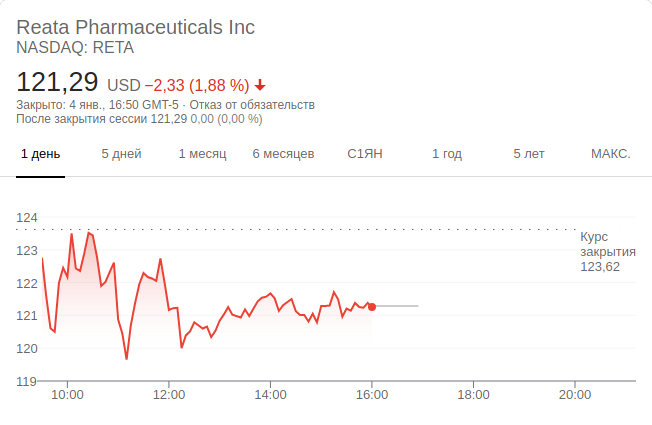 Reata Pharmaceuticals Inc
NASDAQ: RETA
121,29 USD −2,33 (1,88 %)
Закрыто: 4 янв., 16:50 GMT-5 · Отказ от обязательств
После закрытия сессии 121,29 0,00 (0,00 %)
1 день 5 дней 1 месяц 6 месяцев С1ЯН 1 год 5 лет МАКС.
124
Курс
закрытия
123,62
123
122
121
120
119
10:00 12:00 14:00 16:00 18:00 20:00